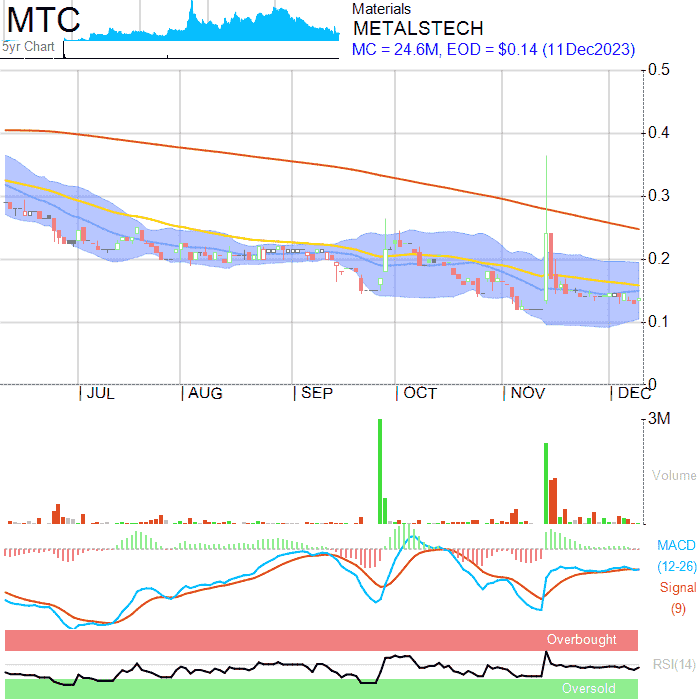 MTC
5yr Chart
Materials
METALSTECH
MC = 24.6M, EOD = $0.14 (11Dec2023)
0.5
0.4
0.3
0.2
0.1
0
JUL
AUG
SEP
OCT
NOV
DEC
3M
Volume
MACD
(12-26)
Signal
(9)
Overbought
RSI(14)
Oversold